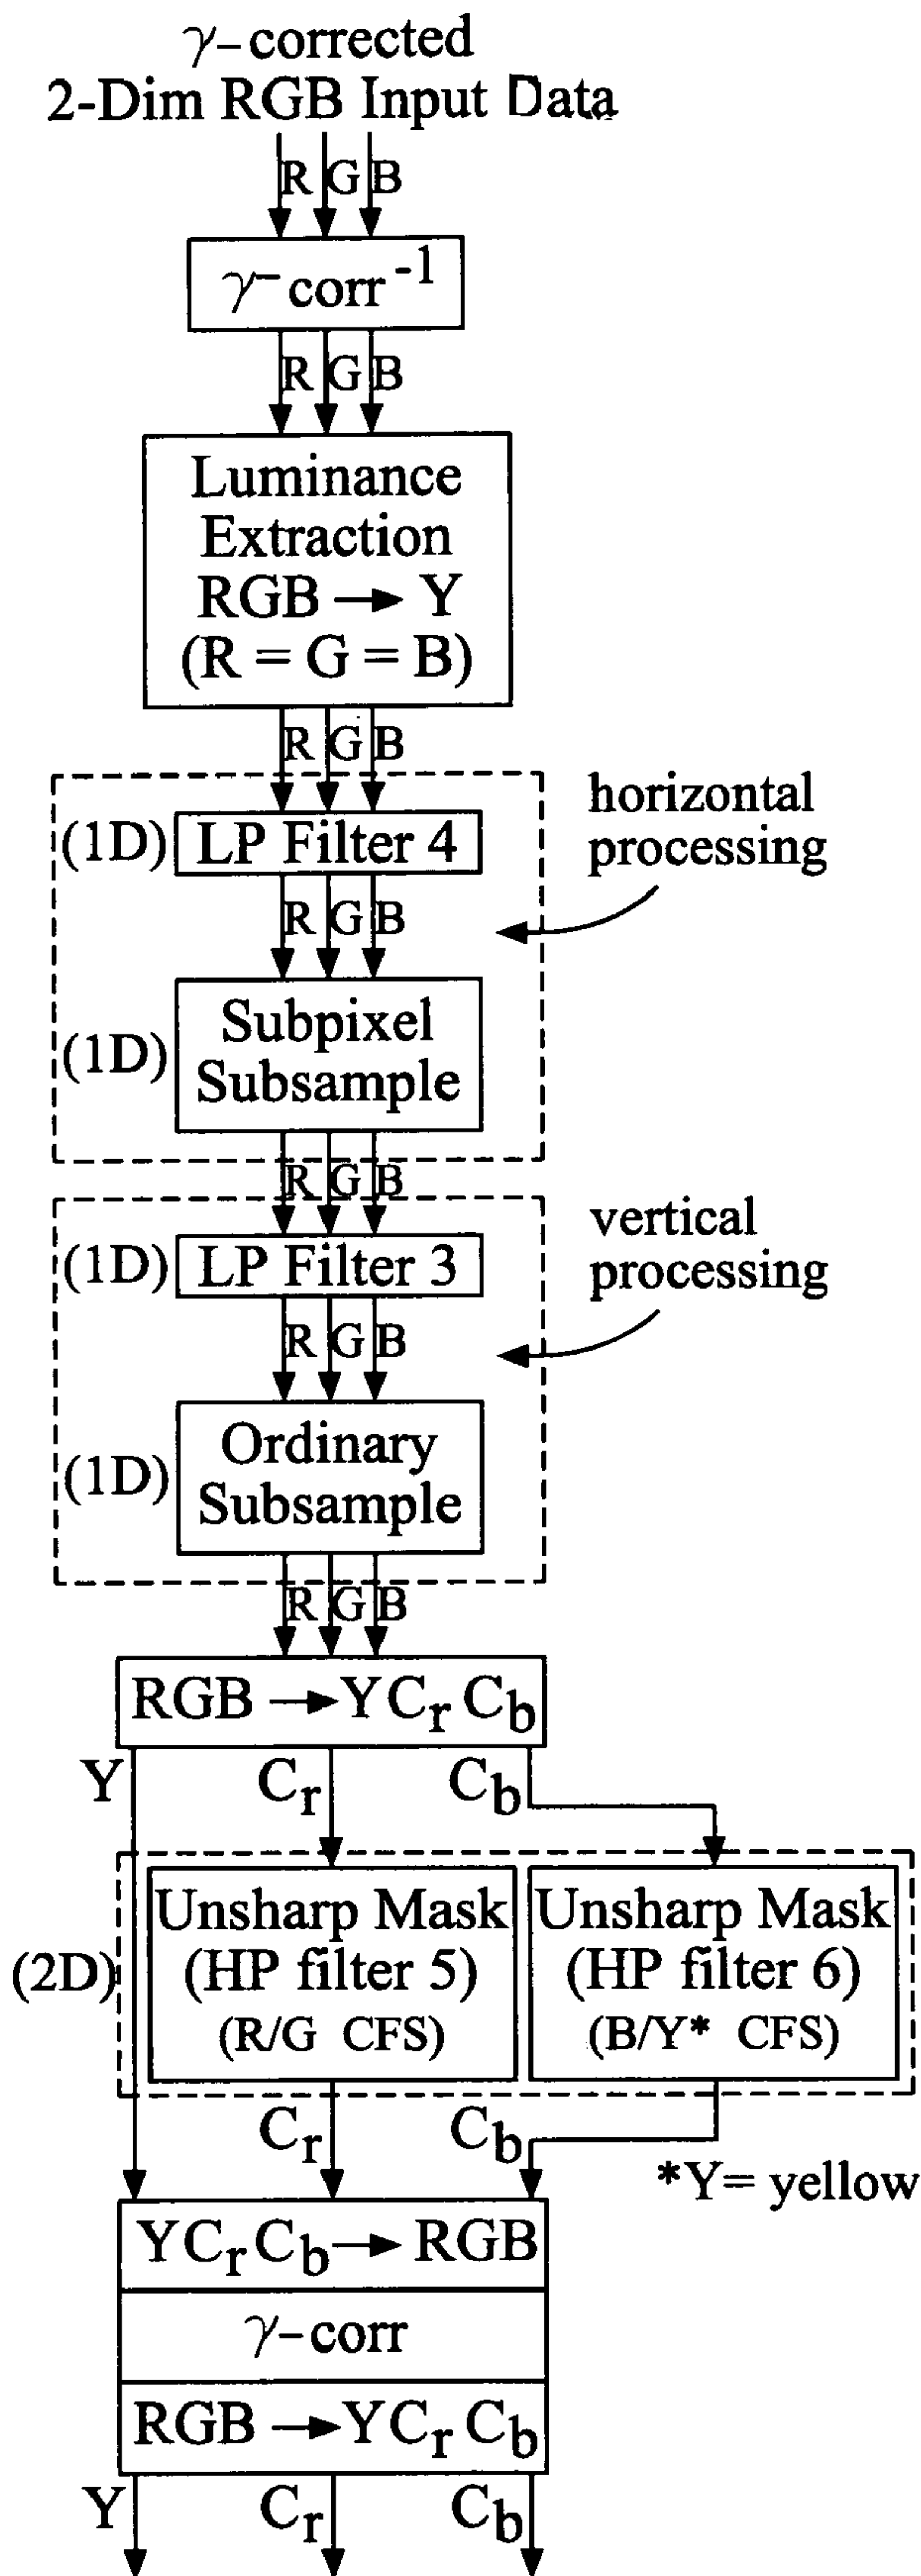 γ-corrected
2-Dim RGB Input Data
R G B
γ-corr⁻¹
R G B
Luminance
Extraction
RGB → Y
(R = G = B)
R G B
horizontal
processing
(1D) LP Filter 4
R G B
(1D) Subpixel
Subsample
R G B
vertical
processing
(1D) LP Filter 3
R G B
(1D) Ordinary
Subsample
R G B
RGB → Y Cr Cb
Y Cr Cb
(2D)
Unsharp Mask
(HP filter 5)
(R/G CFS)
Unsharp Mask
(HP filter 6)
(B/Y* CFS)
Cr Cb
*Y= yellow
Y Cr Cb → RGB
γ-corr
RGB → Y Cr Cb
Y Cr Cb